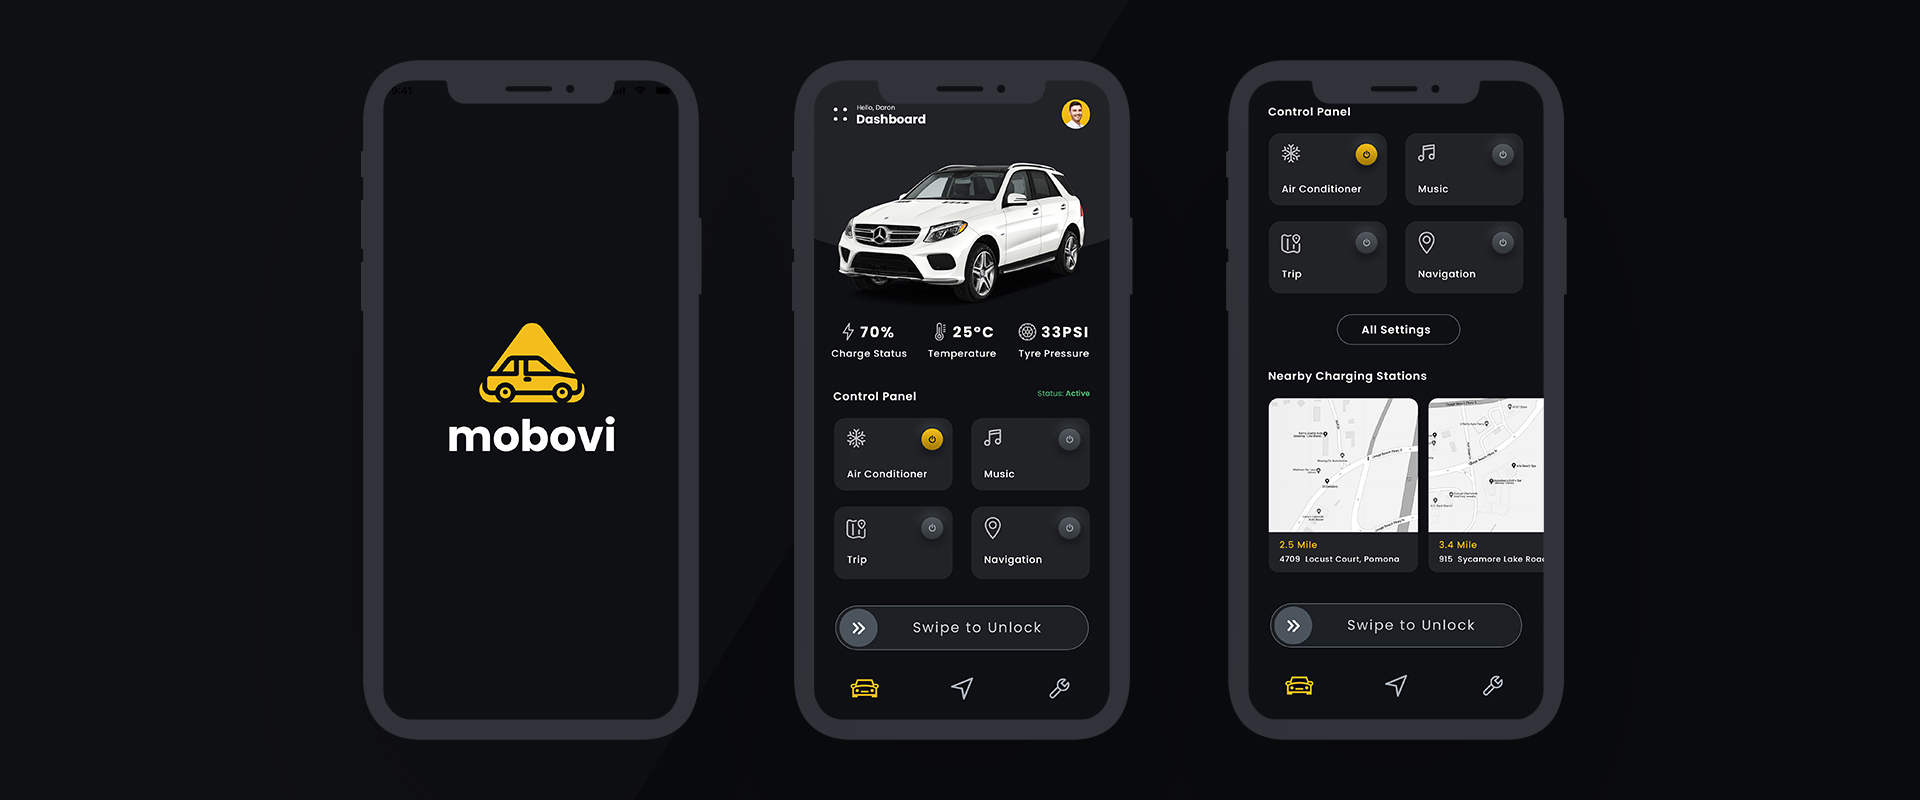 9:41
mobovi
Hello, Daron
Dashboard
70%
25°C
33PSI
Charge Status
Temperature
Tyre Pressure
Control Panel
Status: Active
Air Conditioner
Music
Trip
Navigation
Swipe to Unlock
Control Panel
Air Conditioner
Music
Trip
Navigation
All Settings
Nearby Charging Stations
2.5 Mile
4709 Locust Court, Pomona
3.4 Mile
915 Sycamore Lake Roac
Swipe to Unlock